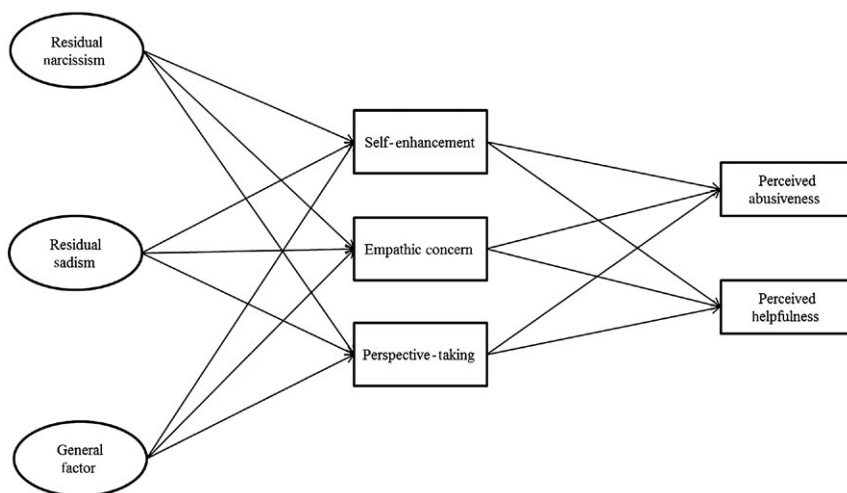 Residual
narcissism
Self-enhancement
Perceived
abusiveness
Residual
sadism
Empathic concern
Perceived
helpfulness
Perspective-taking
General
factor